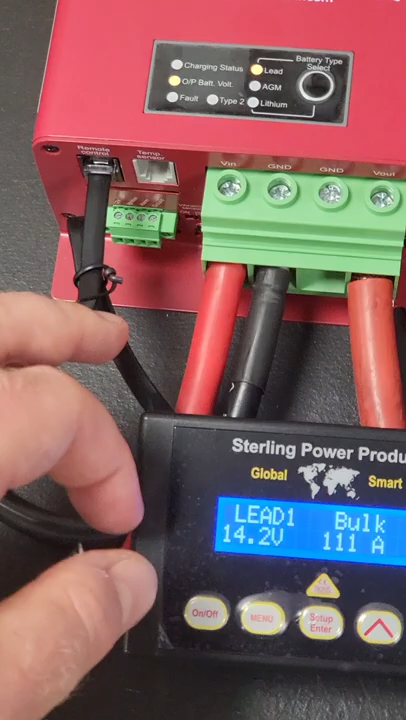 Battery Type
Select
Charging Status
Lead
O/P Batt. Volt.
AGM
Fault
Type 2
Lithium
Remote
control
Temp.
sensor
Vin
GND
GND
Vout
Sterling Power Produ
Global
Smart
LEAD1 Bulk
14.2V 111 A
On/Off
MENU
Setup
Enter